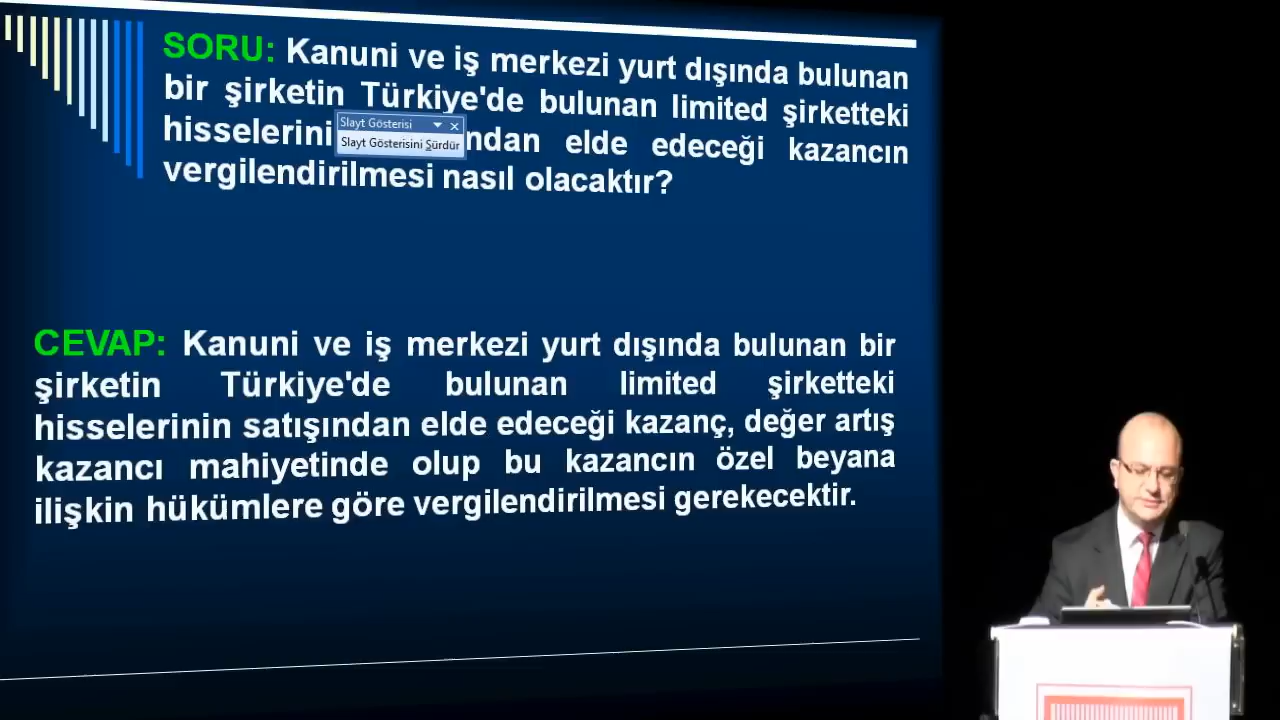 SORU: Kanuni ve iş merkezi yurt dışında bulunan
bir şirketin Türkiye'de bulunan limited şirketteki
hisselerini ndan elde edeceği kazancın
Slayt Gösterisi
Slayt Gösterisini Sürdür
vergilendirilmesi nasıl olacaktır?
CEVAP: Kanuni ve iş merkezi yurt dışında bulunan bir
şirketin Türkiye'de bulunan limited şirketteki
hisselerinin satışından elde edeceği kazanç, değer artış
kazancı mahiyetinde olup bu kazancın özel beyana
ilişkin hükümlere göre vergilendirilmesi gerekecektir.